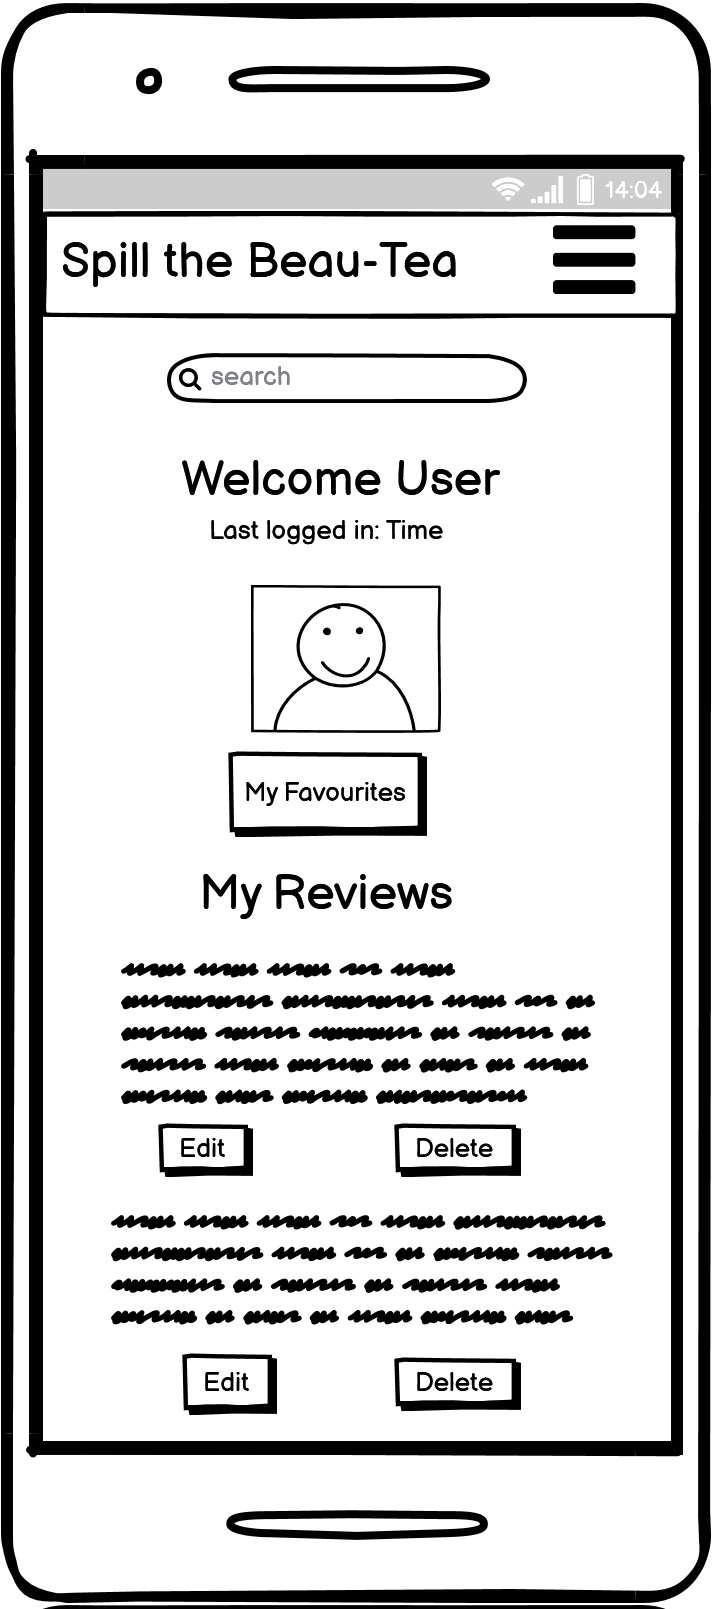 14:04
Spill the Beau-Tea
search
Welcome User
Last logged in: Time
My Favourites
My Reviews
Edit Delete
Edit Delete